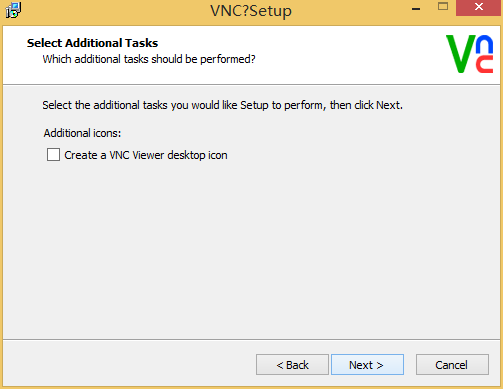 VNC?Setup
Select Additional Tasks
Which additional tasks should be performed?
Vnc
Select the additional tasks you would like Setup to perform, then click Next.
Additional icons:
Create a VNC Viewer desktop icon
< Back
Next >
Cancel